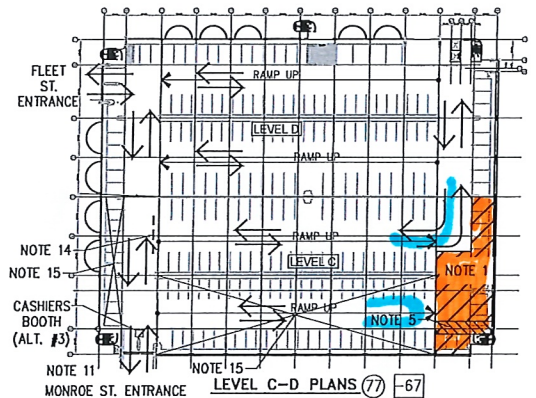 FLEET
ST.
ENTRANCE
RAMP UP
LEVEL D
RAMP UP
RAMP UP
LEVEL C
NOTE 14
NOTE 15
NOTE 1
RAMP UP
NOTE 5
CASHIERS
BOOTH
(ALT. #3)
NOTE 11
NOTE 15
MONROE ST. ENTRANCE
LEVEL C-D PLANS 77 -67